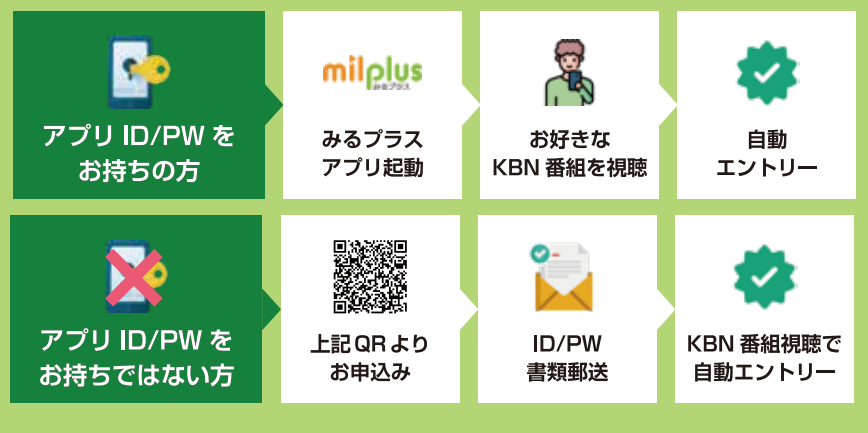 アプリ ID/PW を
お持ちの方
milplus
みるプラス
みるプラス
アプリ起動
お好きな
KBN 番組を視聴
自動
エントリー
アプリ ID/PW を
お持ちではない方
上記QRより
お申込み
ID/PW
書類郵送
KBN 番組視聴で
自動エントリー